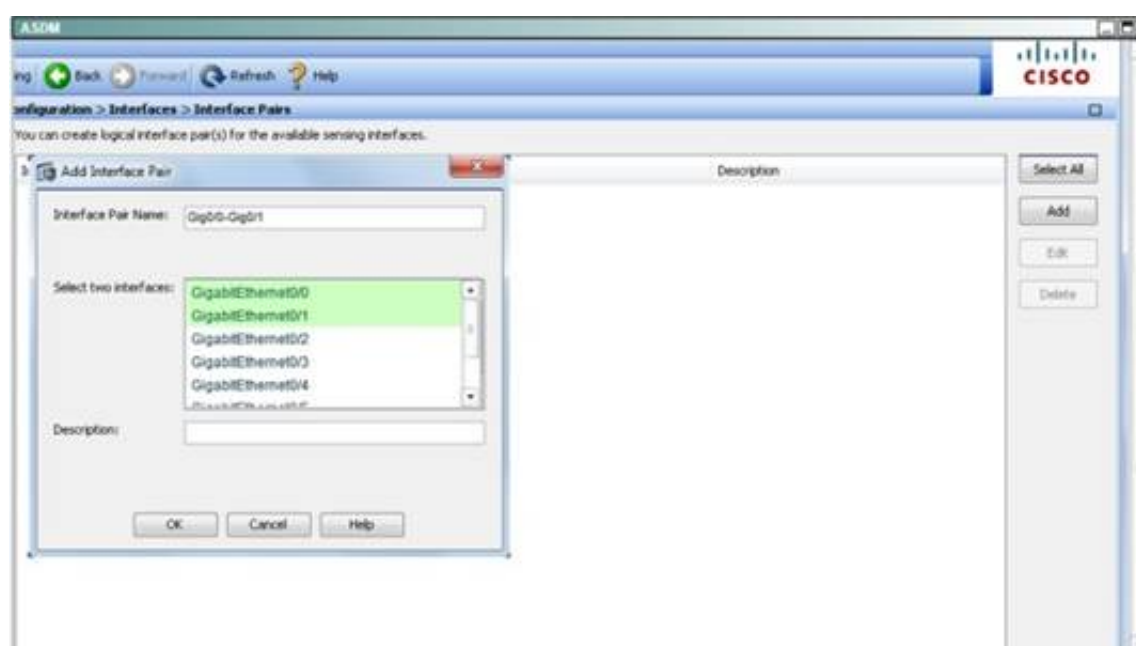 ASDM
ing Back Forward Refresh Help
CISCO
onfiguration > Interfaces > Interface Pairs
You can create logical interface pair(s) for the available sensing interfaces.
Add Interface Pair
Description
Select All
Interface Pair Name: Gig0/0-Gig0/1
Add
Edit
Select two interfaces: GigabitEthernet0/0
Delete
GigabitEthernet0/1
GigabitEthernet0/2
GigabitEthernet0/3
GigabitEthernet0/4
Description:
OK Cancel Help